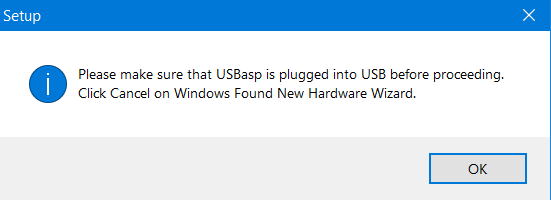 Setup
Please make sure that USBasp is plugged into USB before proceeding.
Click Cancel on Windows Found New Hardware Wizard.
OK